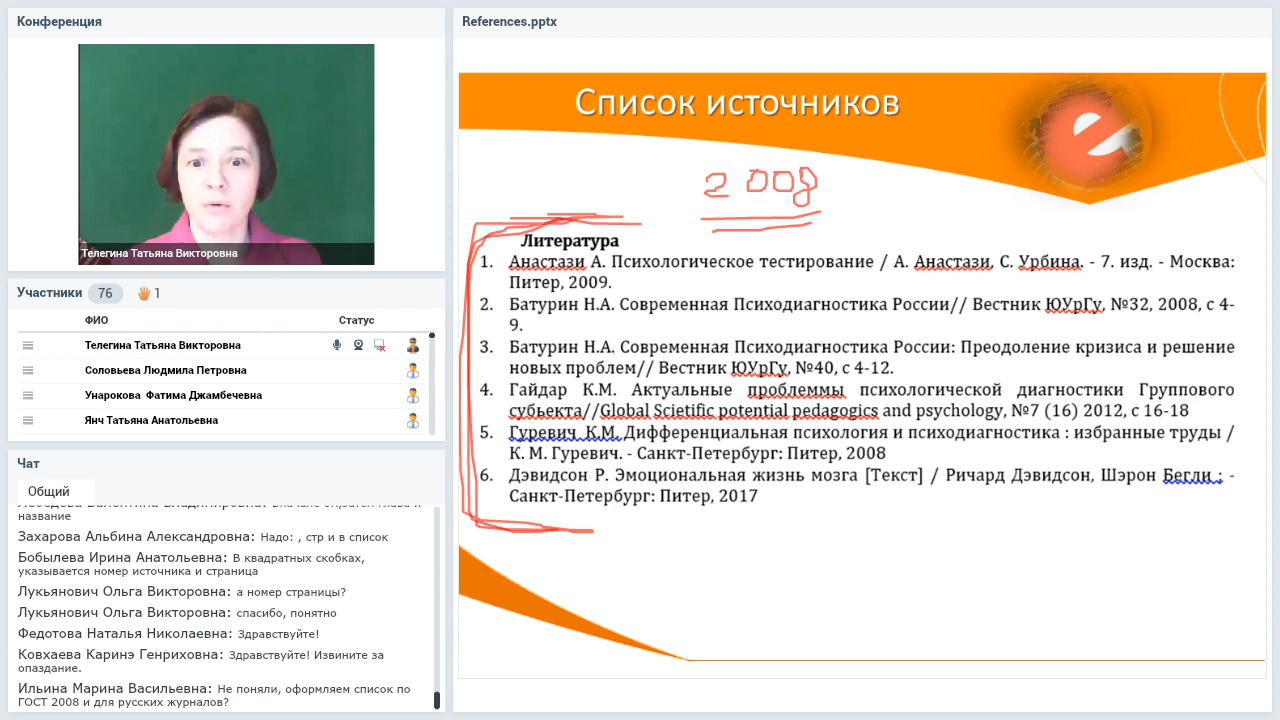 Конференция
Телегина Татьяна Викторовна
Участники 76 1
ФИО Статус
Телегина Татьяна Викторовна
Соловьева Людмила Петровна
Унарокова Фатима Джамбечевна
Янч Татьяна Анатольевна
Чат
Общий
название
Захарова Альбина Александровна: Надо: , стр и в список
Бобылева Ирина Анатольевна: В квадратных скобках,
указывается номер источника и страница
Лукьянович Ольга Викторовна: а номер страницы?
Лукьянович Ольга Викторовна: спасибо, понятно
Федотова Наталья Николаевна: Здравствуйте!
Ковхаева Каринэ Генриховна: Здравствуйте! Извините за
опаздание.
Ильина Марина Васильевна: Не поняли, оформляем список по
ГОСТ 2008 и для русских журналов?
References.pptx
Список источников
2008
Литература
1. Анастази А. Психологическое тестирование / А. Анастази, С. Урбина. - 7. изд. - Москва:
Питер, 2009.
2. Батурин Н.А. Современная Психодиагностика России// Вестник ЮУрГу, №32, 2008, с 4-
9.
3. Батурин Н.А. Современная Психодиагностика России: Преодоление кризиса и решение
новых проблем// Вестник ЮУрГу, №40, с 4-12.
4. Гайдар К.М. Актуальные проблеммы психологической диагностики Группового
субьекта//Global Scietific potential pedagogics and psychology, №7 (16) 2012, с 16-18
5. Гуревич К.М. Дифференциальная психология и психодиагностика : избранные труды /
К. М. Гуревич. - Санкт-Петербург: Питер, 2008
6. Дэвидсон Р. Эмоциональная жизнь мозга [Текст] / Ричард Дэвидсон, Шэрон Бегли ; -
Санкт-Петербург: Питер, 2017